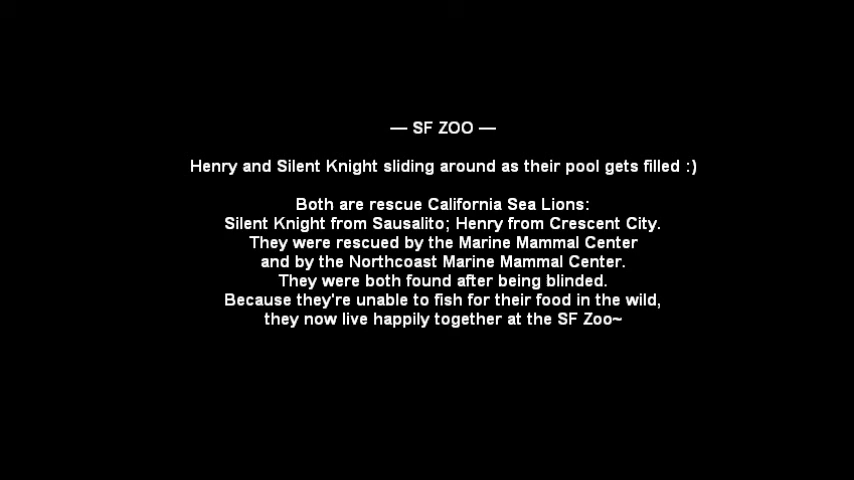 — SF ZOO —
Henry and Silent Knight sliding around as their pool gets filled :)
Both are rescue California Sea Lions:
Silent Knight from Sausalito; Henry from Crescent City.
They were rescued by the Marine Mammal Center
and by the Northcoast Marine Mammal Center.
They were both found after being blinded.
Because they're unable to fish for their food in the wild,
they now live happily together at the SF Zoo~